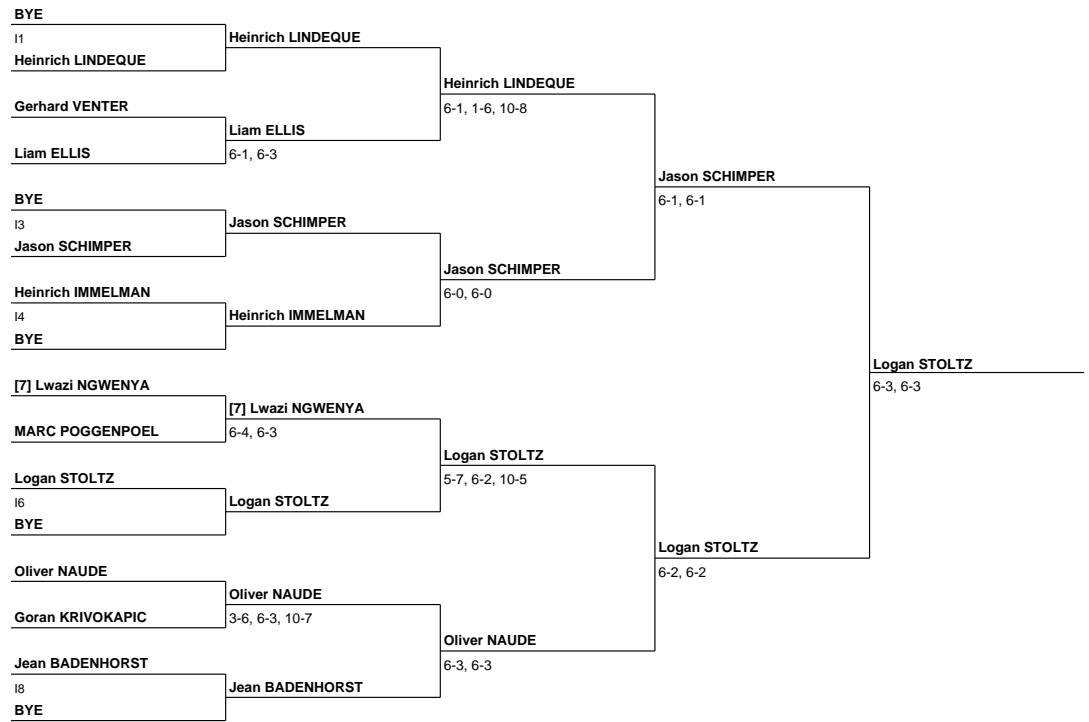 BYE
I1
Heinrich LINDEQUE
Gerhard VENTER
Liam ELLIS
BYE
I3
Jason SCHIMPER
Heinrich IMMELMAN
I4
BYE
[7] Lwazi NGWENYA
MARC POGGENPOEL
Logan STOLTZ
I6
BYE
Oliver NAUDE
Goran KRIVOKAPIC
Jean BADENHORST
I8
BYE
Heinrich LINDEQUE
Liam ELLIS
6-1, 6-3
Jason SCHIMPER
Heinrich IMMELMAN
[7] Lwazi NGWENYA
6-4, 6-3
Logan STOLTZ
Oliver NAUDE
3-6, 6-3, 10-7
Jean BADENHORST
Heinrich LINDEQUE
6-1, 1-6, 10-8
Jason SCHIMPER
6-0, 6-0
Logan STOLTZ
5-7, 6-2, 10-5
Oliver NAUDE
6-3, 6-3
Jason SCHIMPER
6-1, 6-1
Logan STOLTZ
6-2, 6-2
Logan STOLTZ
6-3, 6-3